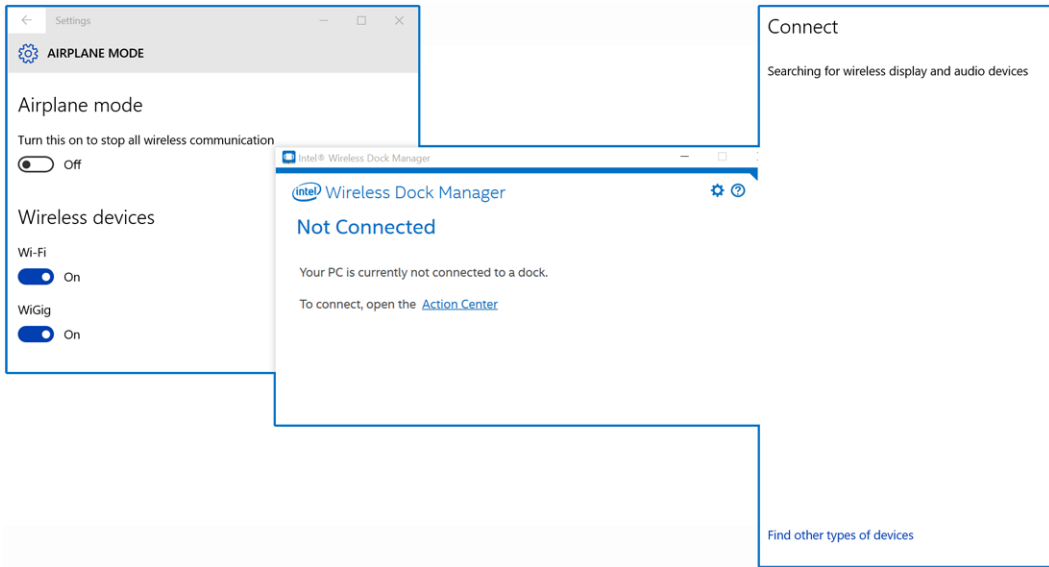 Settings
AIRPLANE MODE
Airplane mode
Turn this on to stop all wireless communication
Off
Wireless devices
Wi-Fi
On
WiGig
On
Intel® Wireless Dock Manager
intel Wireless Dock Manager
Not Connected
Your PC is currently not connected to a dock.
To connect, open the Action Center
Connect
Searching for wireless display and audio devices
Find other types of devices